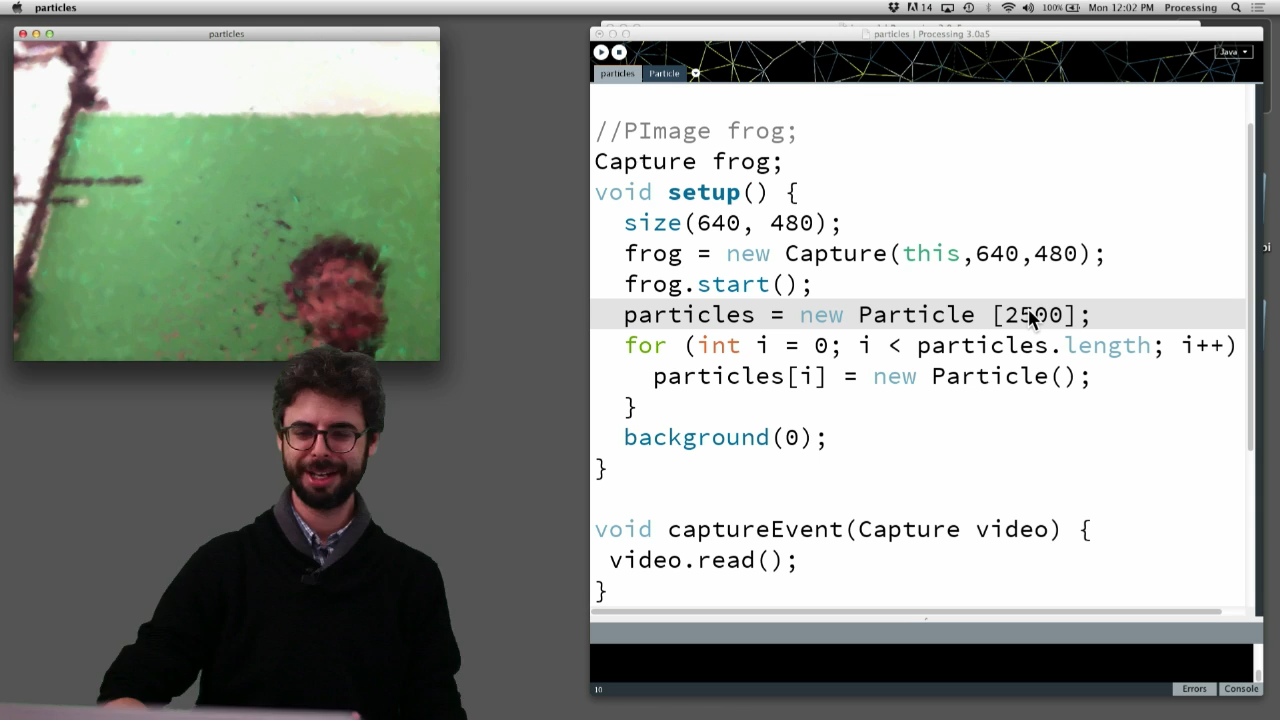 particles
14
100%
Mon 12:02 PM
Processing
particles
particles | Processing 3.0a5
Java
particles
Particle
//PImage frog;
Capture frog;
void setup() {
size(640, 480);
frog = new Capture(this,640,480);
frog.start();
particles = new Particle [2500];
for (int i = 0; i < particles.length; i++)
particles[i] = new Particle();
}
background(0);
}
void captureEvent(Capture video) {
video.read();
}
10
Errors
Console